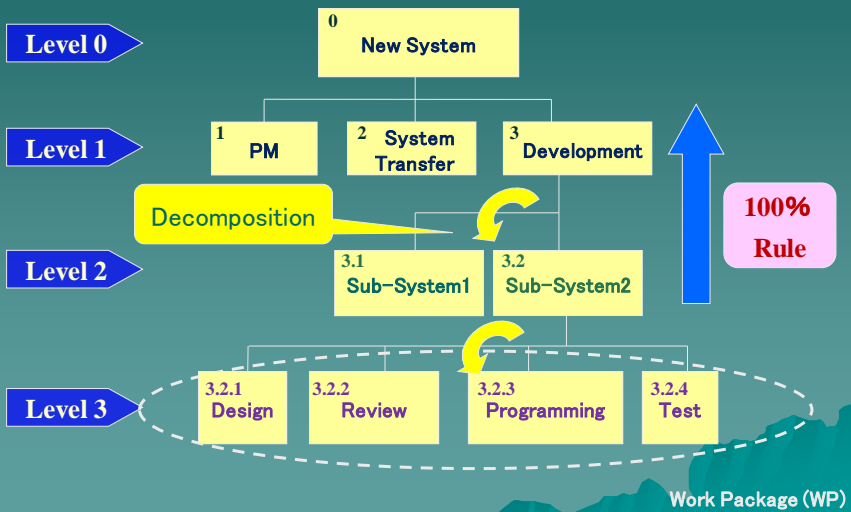 Level 0
0
New System
Level 1
1
PM
2
System
Transfer
3
Development
Decomposition
100%
Rule
Level 2
3.1
Sub-System1
3.2
Sub-System2
Level 3
3.2.1
Design
3.2.2
Review
3.2.3
Programming
3.2.4
Test
Work Package (WP)